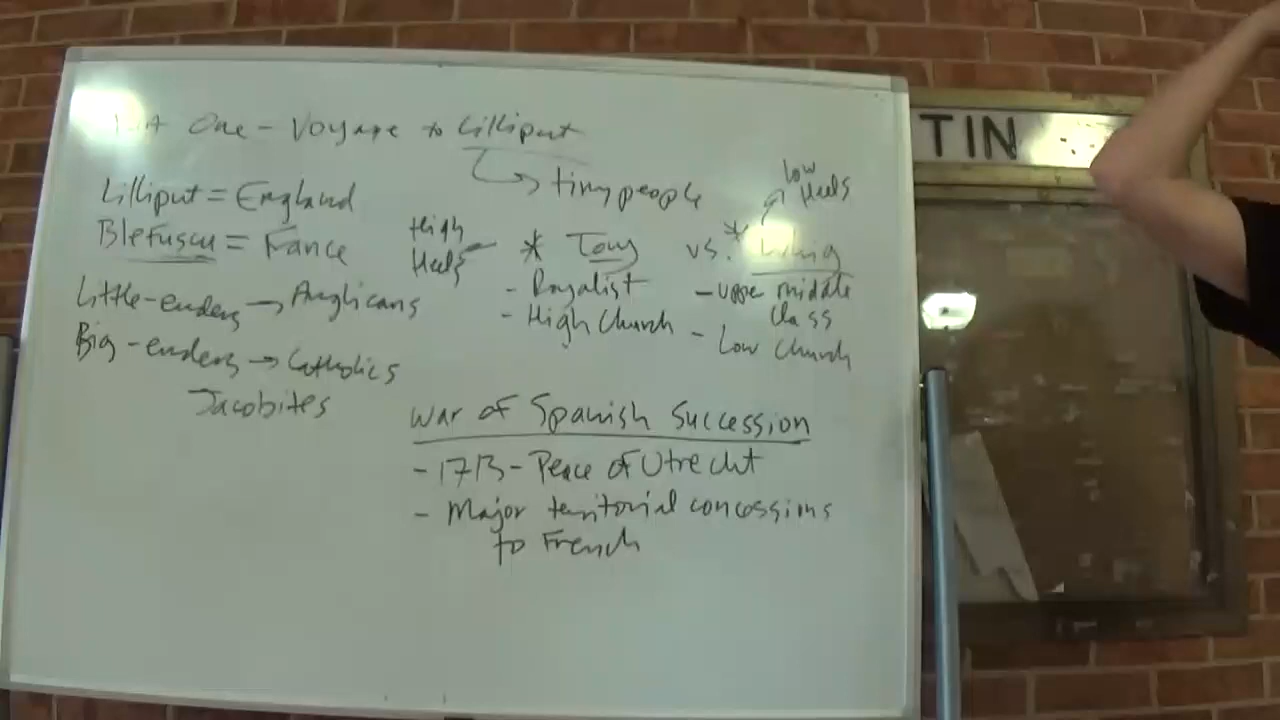 One - Voyage to Lilliput
tiny people
Lilliput = England
Blefuscu = France
Little-enders → Anglicans
Big-enders → Catholics
Jacobites
High
Heels
* Tory
- Royalist
- High Church
vs.
* Whig
Low
Heels
- upper middle
class
- Low Church
War of Spanish Succession
- 1713 - Peace of Utrecht
- Major territorial concessions
to French
TIN